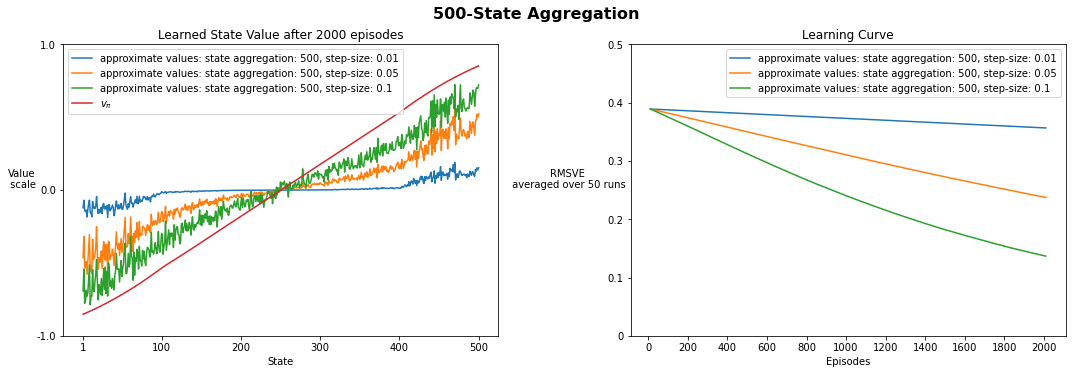 500-State Aggregation
Learned State Value after 2000 episodes
approximate values: state aggregation: 500, step-size: 0.01
approximate values: state aggregation: 500, step-size: 0.05
approximate values: state aggregation: 500, step-size: 0.1
vπ
Value
scale
1.0
0.0
-1.0
1 100 200 300 400 500
State
Learning Curve
approximate values: state aggregation: 500, step-size: 0.01
approximate values: state aggregation: 500, step-size: 0.05
approximate values: state aggregation: 500, step-size: 0.1
RMSVE
averaged over 50 runs
0.5
0.4
0.3
0.2
0.1
0
0 200 400 600 800 1000 1200 1400 1600 1800 2000
Episodes